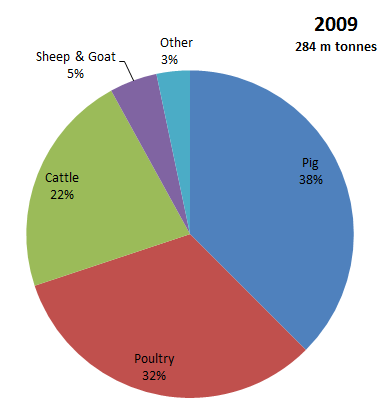 2009
284 m tonnes
Other
3%
Sheep & Goat
5%
Pig
38%
Cattle
22%
Poultry
32%